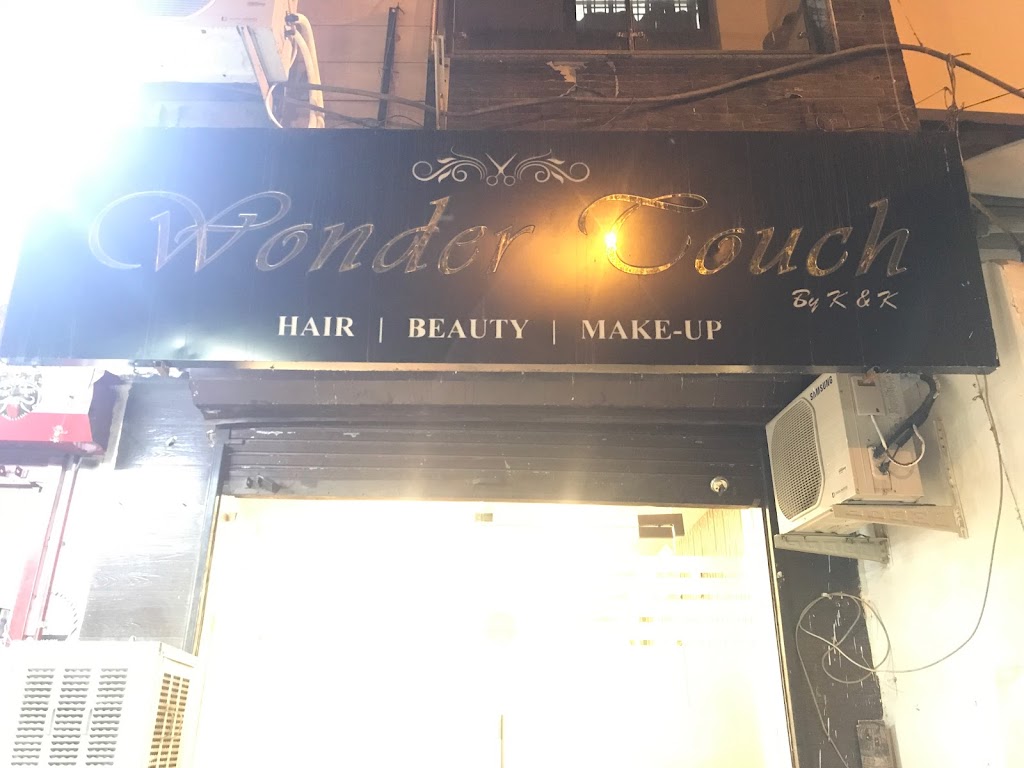 Wonder Touch
By K & K
HAIR | BEAUTY | MAKE-UP
SAMSUNG